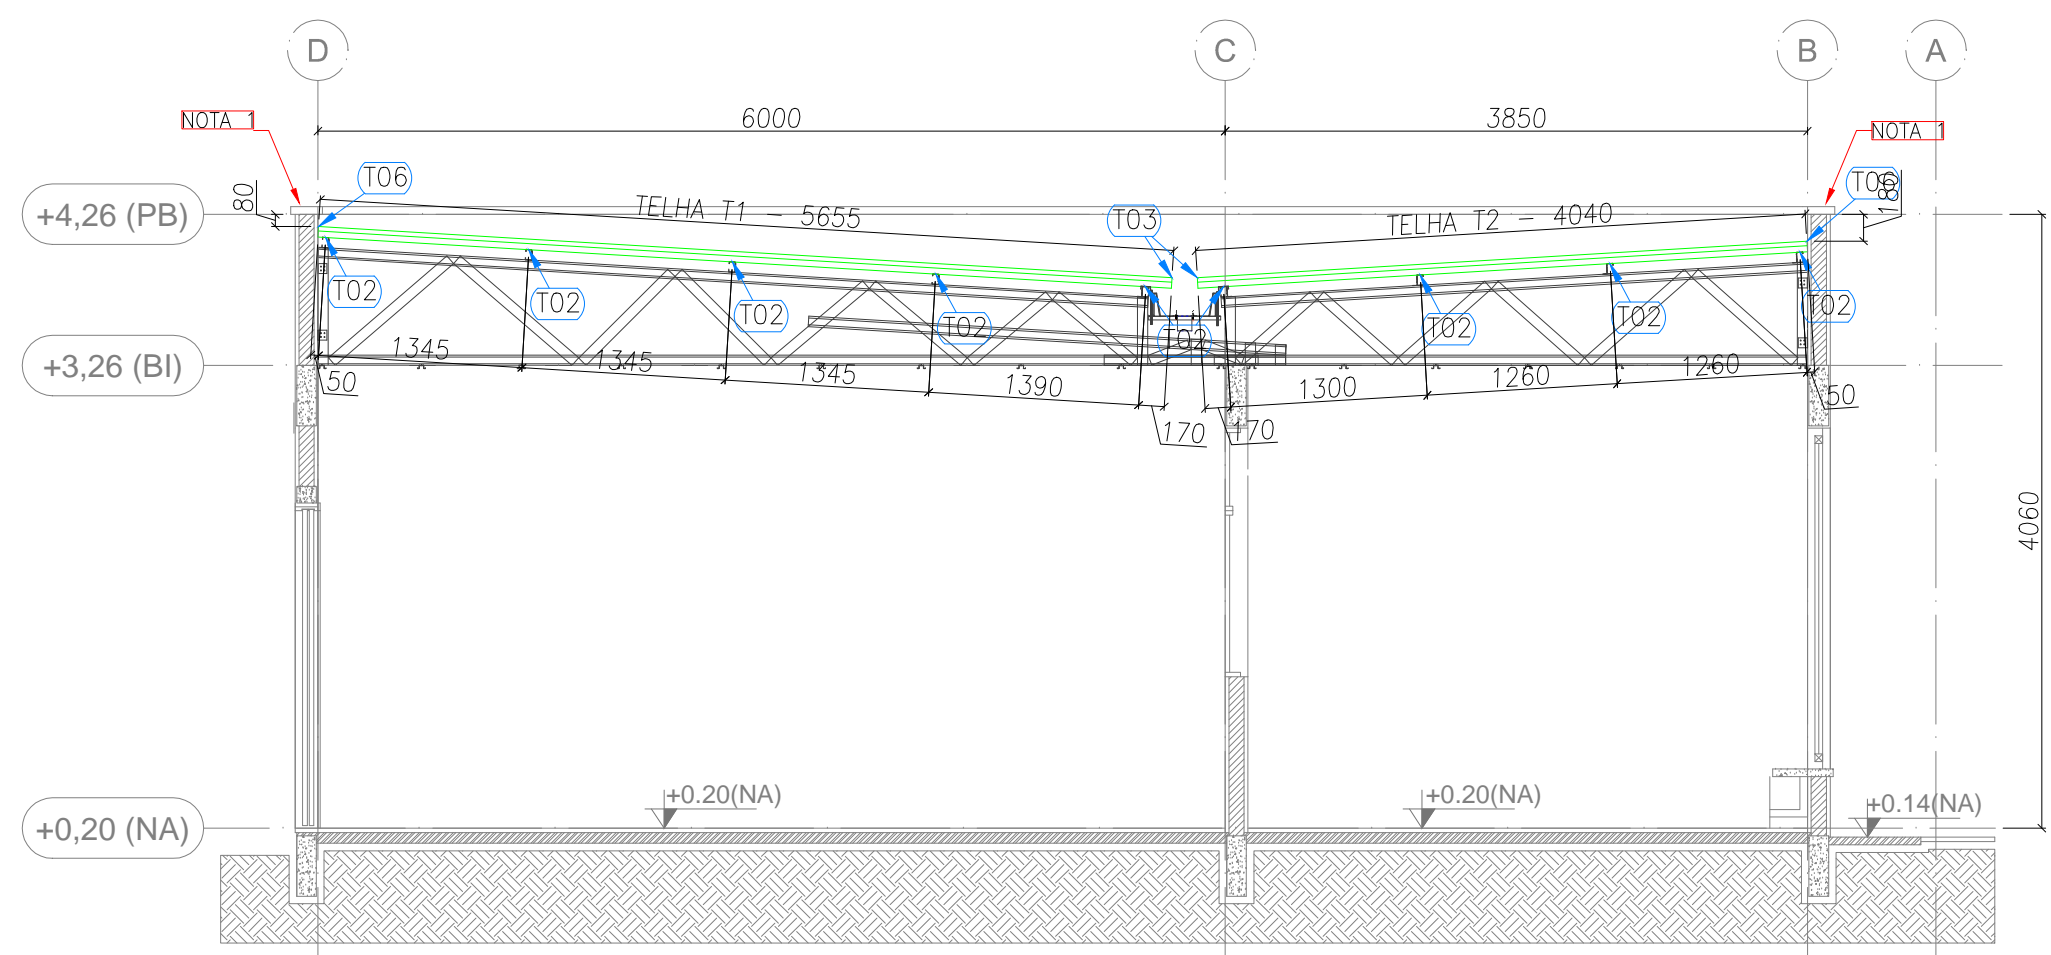 D
C
B
A
6000
3850
NOTA 1
NOTA 1
T06
T06
80
180
+4,26 (PB)
TELHA T1 - 5655
T03
TELHA T2 - 4040
T02
T02
T02
T02
T02
T02
T02
T02
+3,26 (BI)
1345
1345
1345
1390
1300
1260
1260
50
50
170
170
4060
+0.20(NA)
+0.20(NA)
+0.14(NA)
+0,20 (NA)